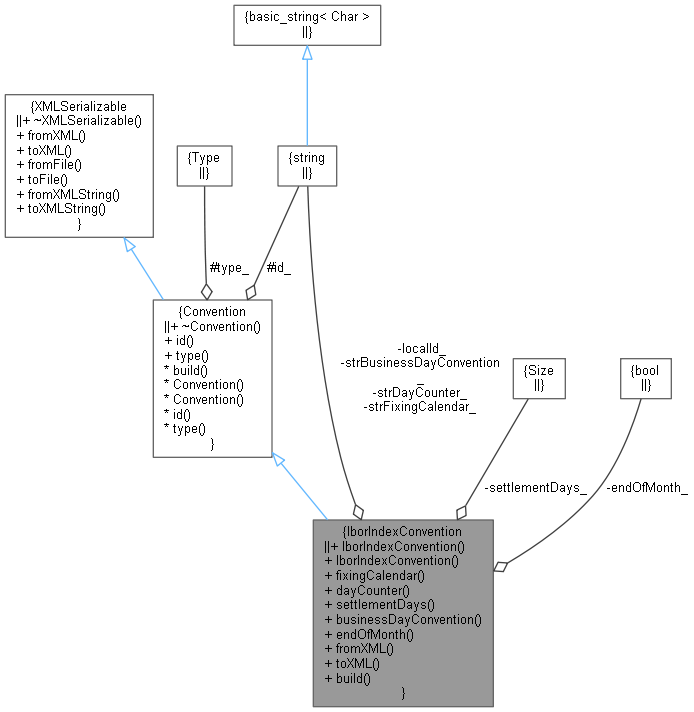 {basic_string< Char >
||}
{XMLSerializable
||+ ~XMLSerializable()
+ fromXML()
+ toXML()
+ fromFile()
+ toFile()
+ fromXMLString()
+ toXMLString()
}
{Type
||}
{string
||}
#type_
#id_
{Convention
||+ ~Convention()
+ id()
+ type()
* build()
* Convention()
* Convention()
* id()
* type()
}
-localId_
-strBusinessDayConvention
_
-strDayCounter_
-strFixingCalendar_
{Size
||}
{bool
||}
-settlementDays_
-endOfMonth_
{IborIndexConvention
||+ IborIndexConvention()
+ IborIndexConvention()
+ fixingCalendar()
+ dayCounter()
+ settlementDays()
+ businessDayConvention()
+ endOfMonth()
+ fromXML()
+ toXML()
+ build()
}